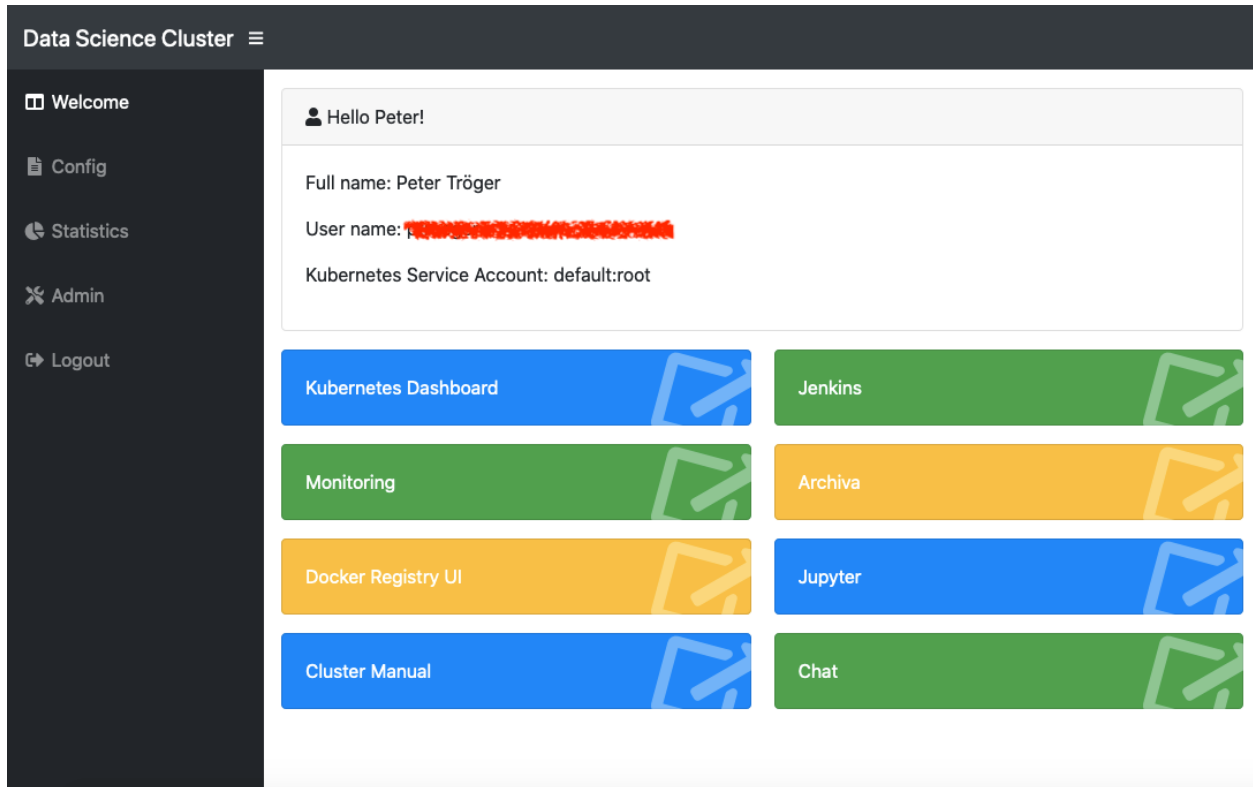 Data Science Cluster
Welcome
Config
Statistics
Admin
Logout
Hello Peter!
Full name: Peter Tröger
User name:
Kubernetes Service Account: default:root
Kubernetes Dashboard
Jenkins
Monitoring
Archiva
Docker Registry UI
Jupyter
Cluster Manual
Chat